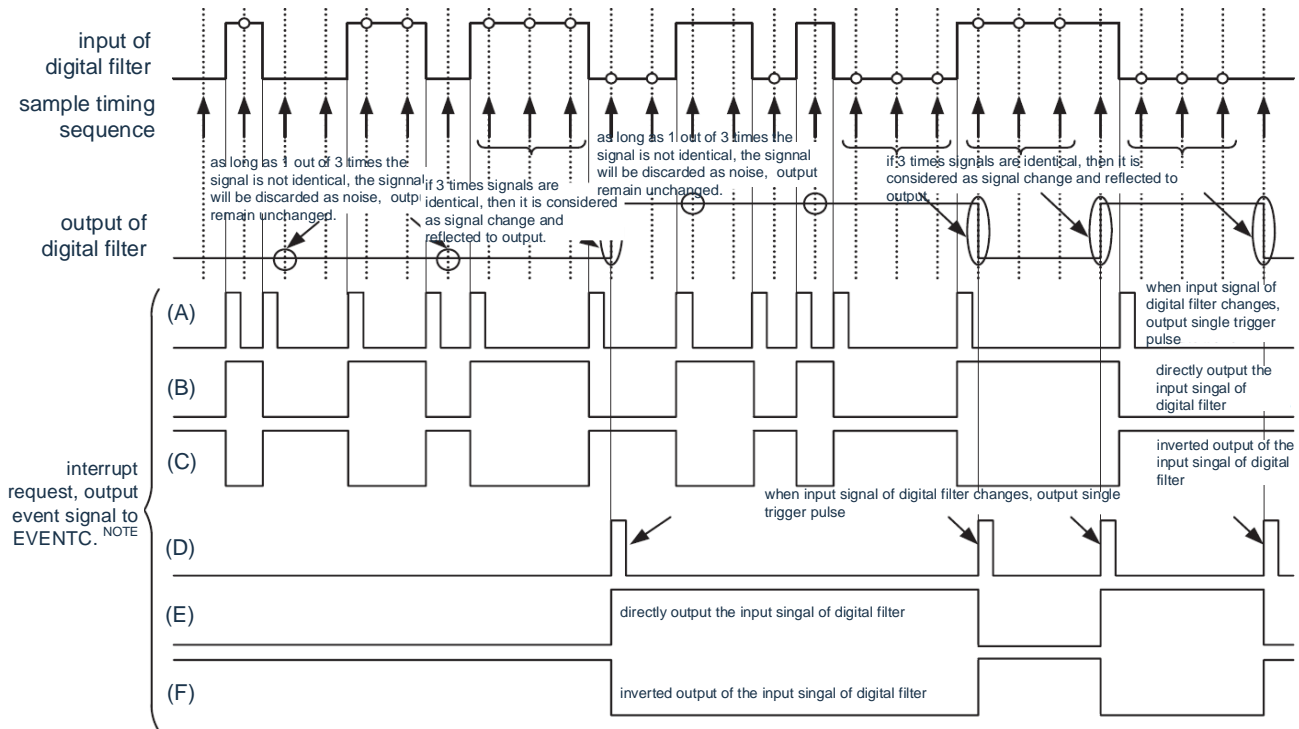 input of
digital filter
sample timing
sequence
as long as 1 out of 3 times the
signal is not identical, the signnal
will be discarded as noise, outpu
remain unchanged.
if 3 times signals are
identical, then it is considered
as signal change and
reflected to output.
as long as 1 out of 3 times the
signal is not identical, the signnal
will be discarded as noise, output
remain unchanged.
if 3 times signals are identical, then it is
considered as signal change and reflected to
output.
output of
digital filter
(A)
when input signal of
digital filter changes,
output single trigger
pulse
(B)
directly output the
input singal of
digital filter
(C)
inverted output of the
input singal of digital
filter
interrupt
request, output
event signal to
EVENTC. NOTE
when input signal of digital filter changes, output single
trigger pulse
(D)
(E)
directly output the input singal of digital filter
(F)
inverted output of the input singal of digital filter